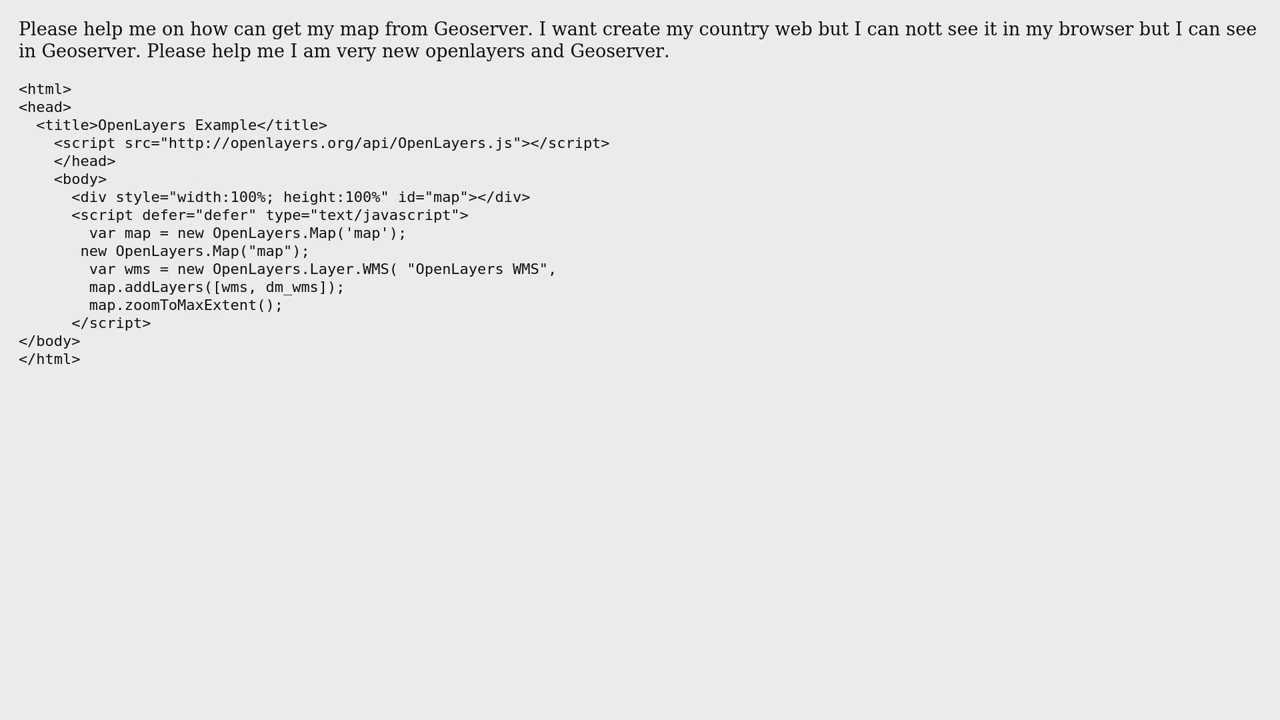 Please help me on how can get my map from Geoserver. I want create my country web but I can nott see it in my browser but I can see
in Geoserver. Please help me I am very new openlayers and Geoserver.
<html>
<head>
  <title>OpenLayers Example</title>
    <script src="http://openlayers.org/api/OpenLayers.js"></script>
    </head>
    <body>
      <div style="width:100%; height:100%" id="map"></div>
      <script defer="defer" type="text/javascript">
        var map = new OpenLayers.Map('map');
       new OpenLayers.Map("map");
        var wms = new OpenLayers.Layer.WMS( "OpenLayers WMS",
        map.addLayers([wms, dm_wms]);
        map.zoomToMaxExtent();
      </script>
</body>
</html>